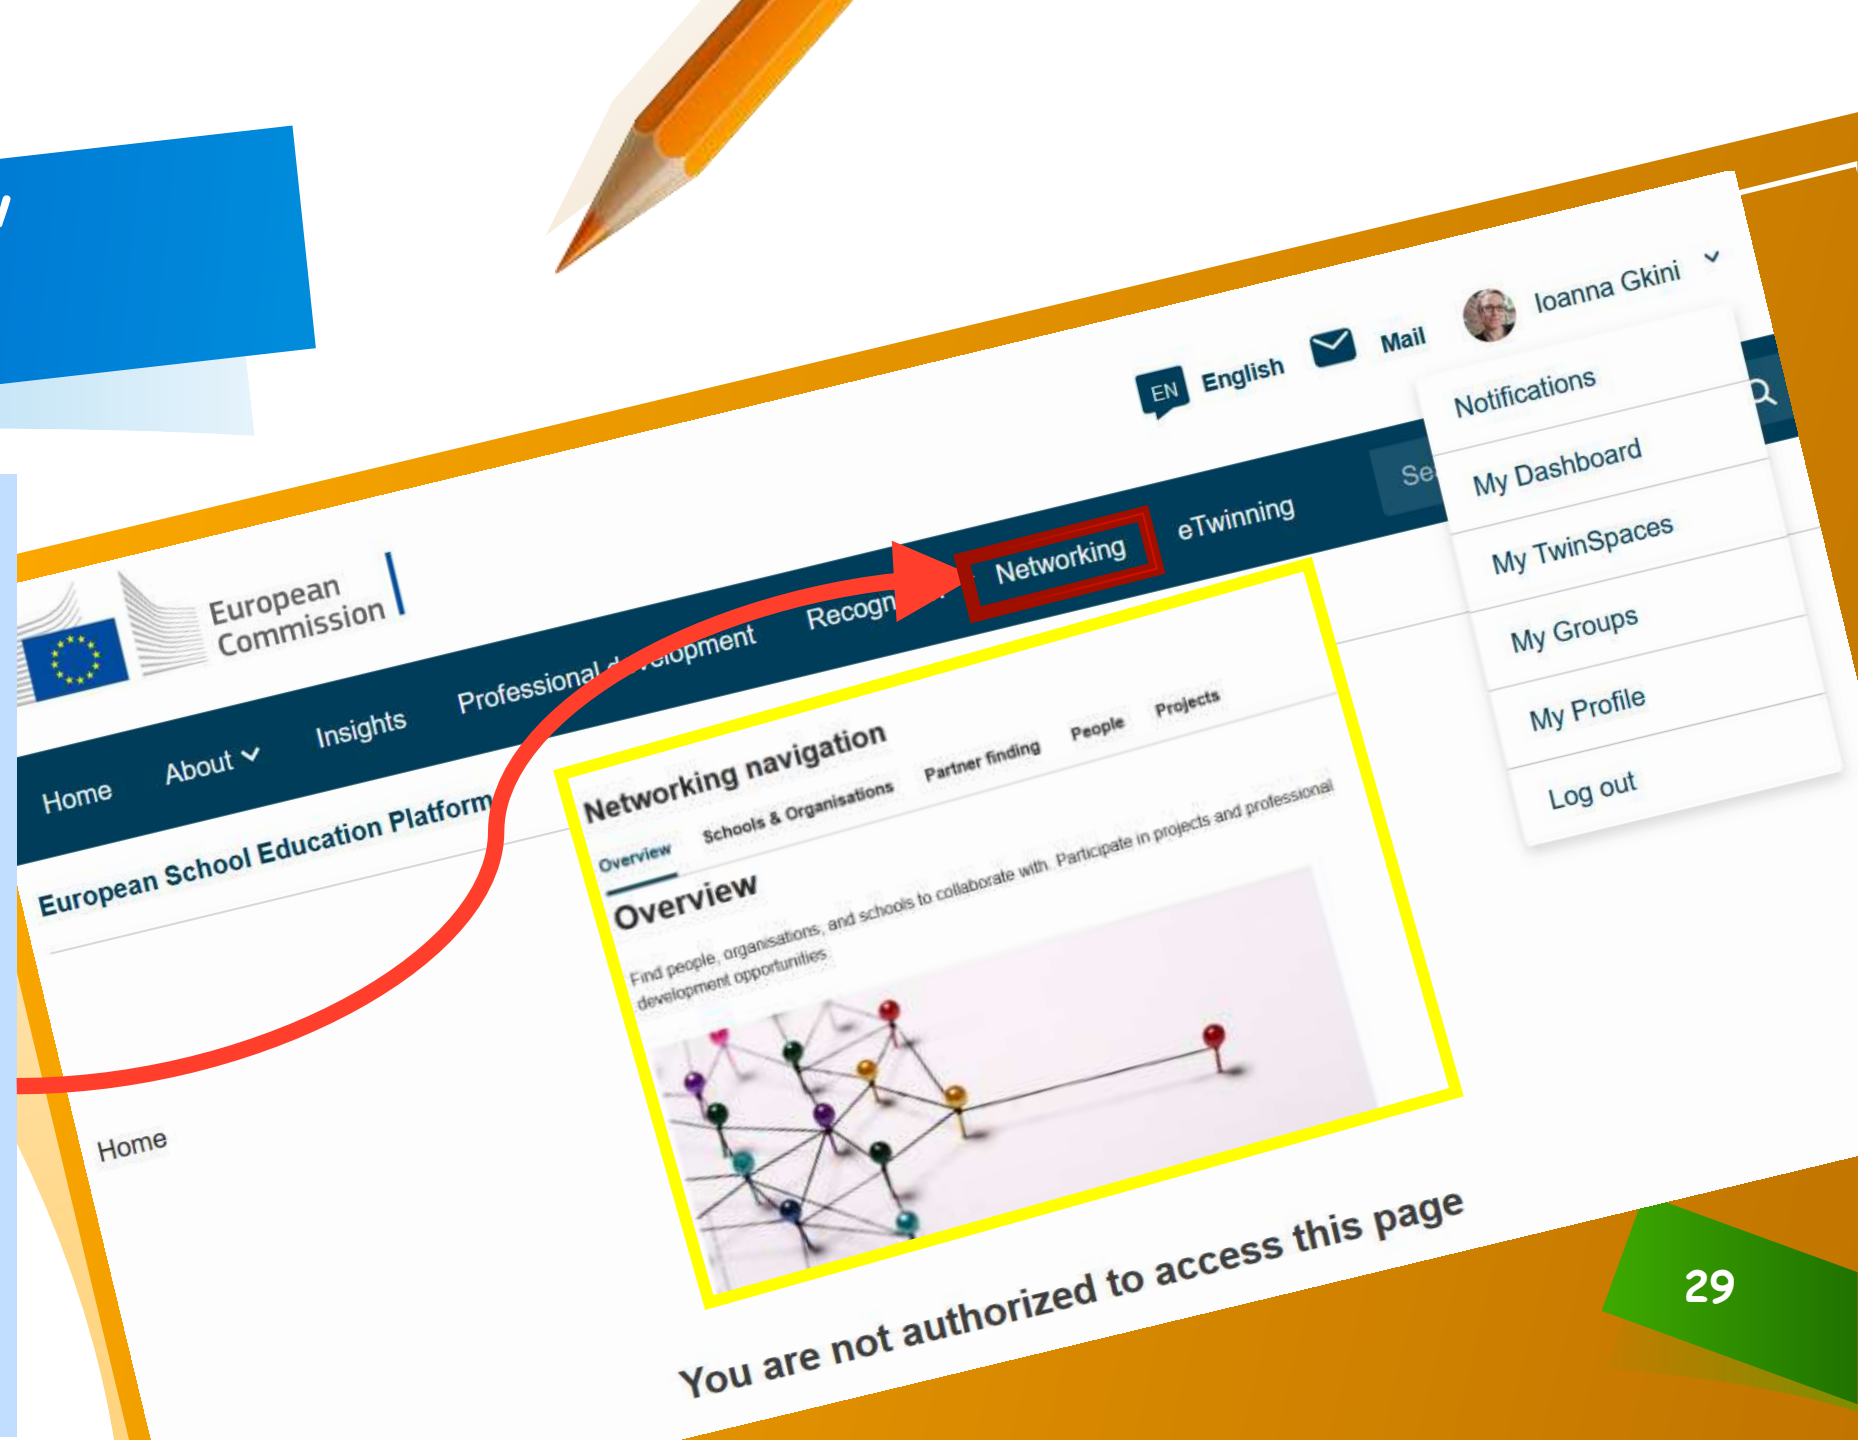 Ioanna Gkini
EN English Mail
Notifications
My Dashboard
My TwinSpaces
My Groups
My Profile
Log out
European
Commission
Home About Insights Professional development Networking eTwinning
European School Education Platform
Networking navigation
Overview Schools & Organisations Partner finding People Projects
Overview
Find people, organisations, and schools to collaborate with. Participate in projects and professional
development opportunities
Home
You are not authorized to access this page
29